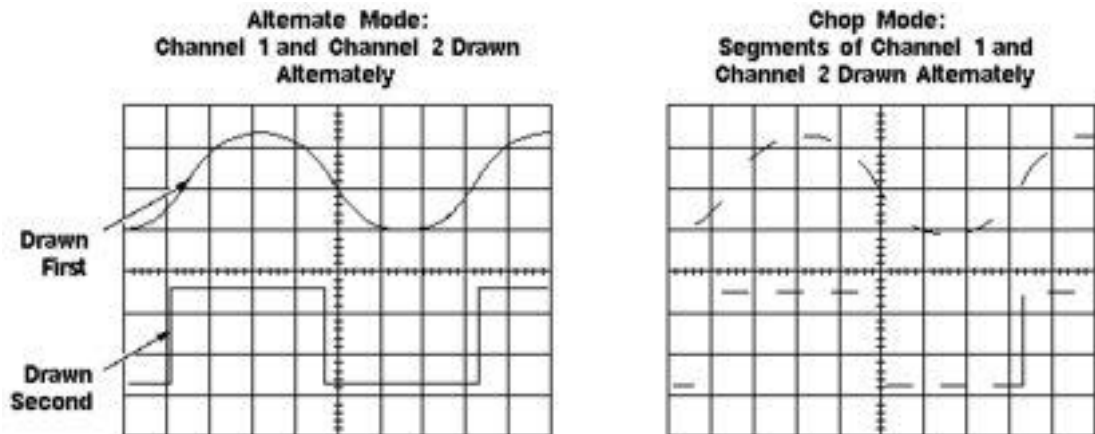 Alternate Mode:
Channel 1 and Channel 2 Drawn
Alternately
Chop Mode:
Segments of Channel 1 and
Channel 2 Drawn Alternately
Drawn
First
Drawn
Second